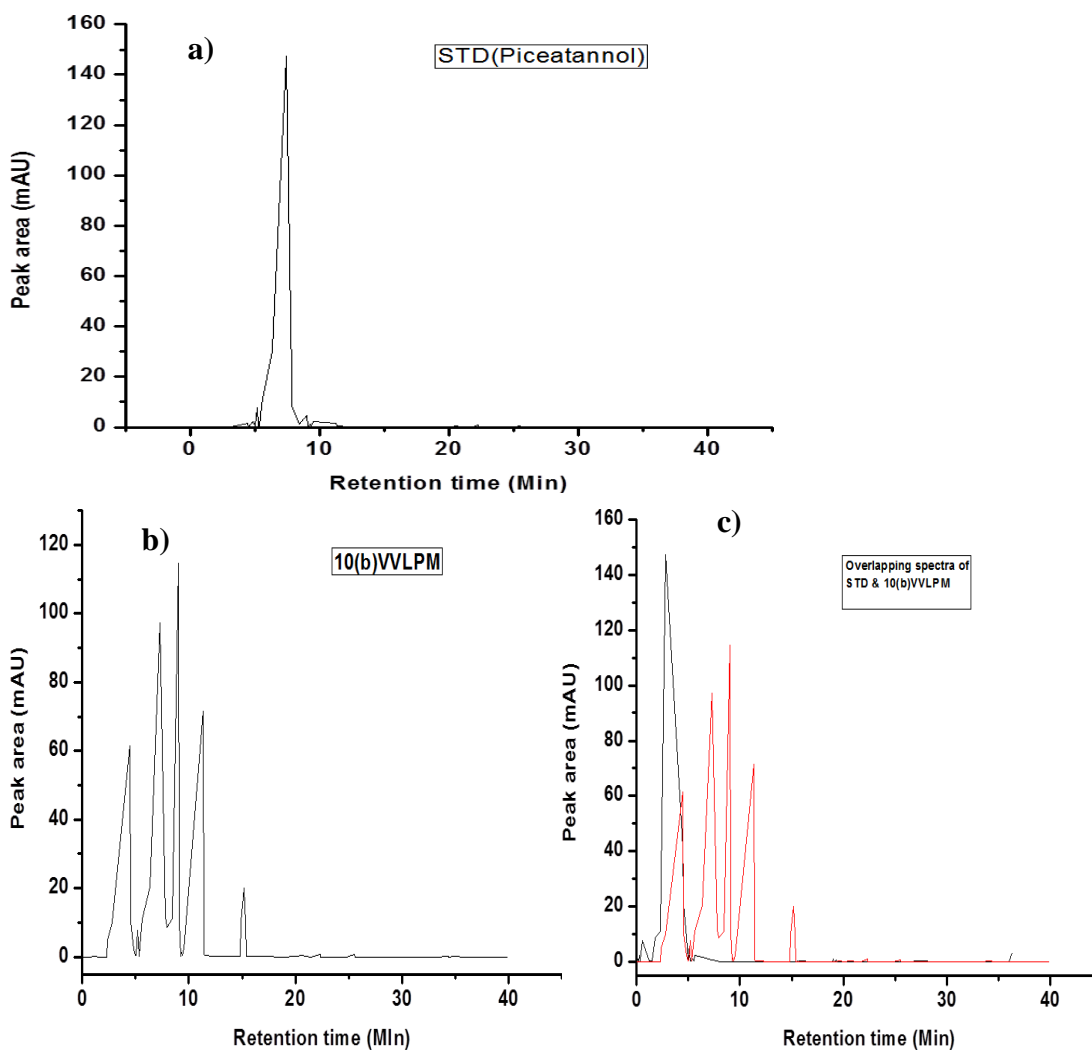 a)
STD(Piceatannol)
Peak area (mAU)
160
140
120
100
80
60
40
20
0
0 10 20 30 40
Retention time (Min)
b)
10(b)VVLPM
Peak area (mAU)
120
100
80
60
40
20
0
0 10 20 30 40
Retention time (MIn)
c)
Overlapping spectra of
STD & 10(b)VVLPM
Peak area (mAU)
160
140
120
100
80
60
40
20
0
0 10 20 30 40
Retention time (min)